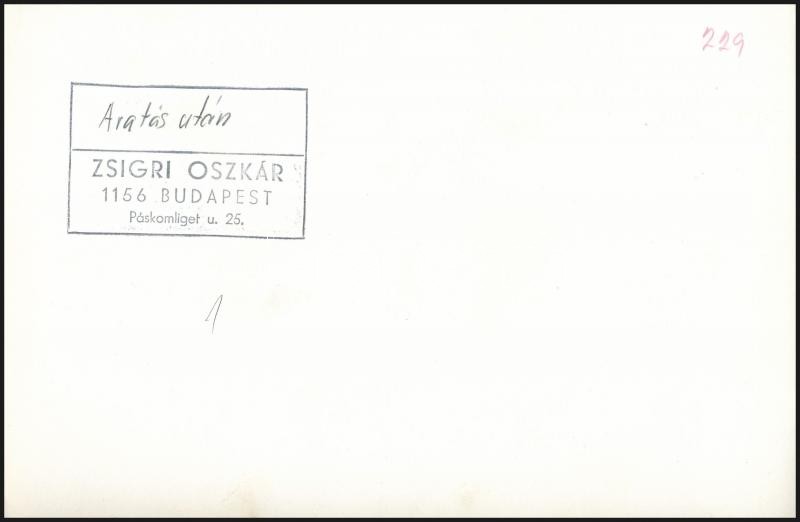 229
Aratás után
ZSIGRI OSZKÁR
1156 BUDAPEST
Páskomliget u. 25.
1